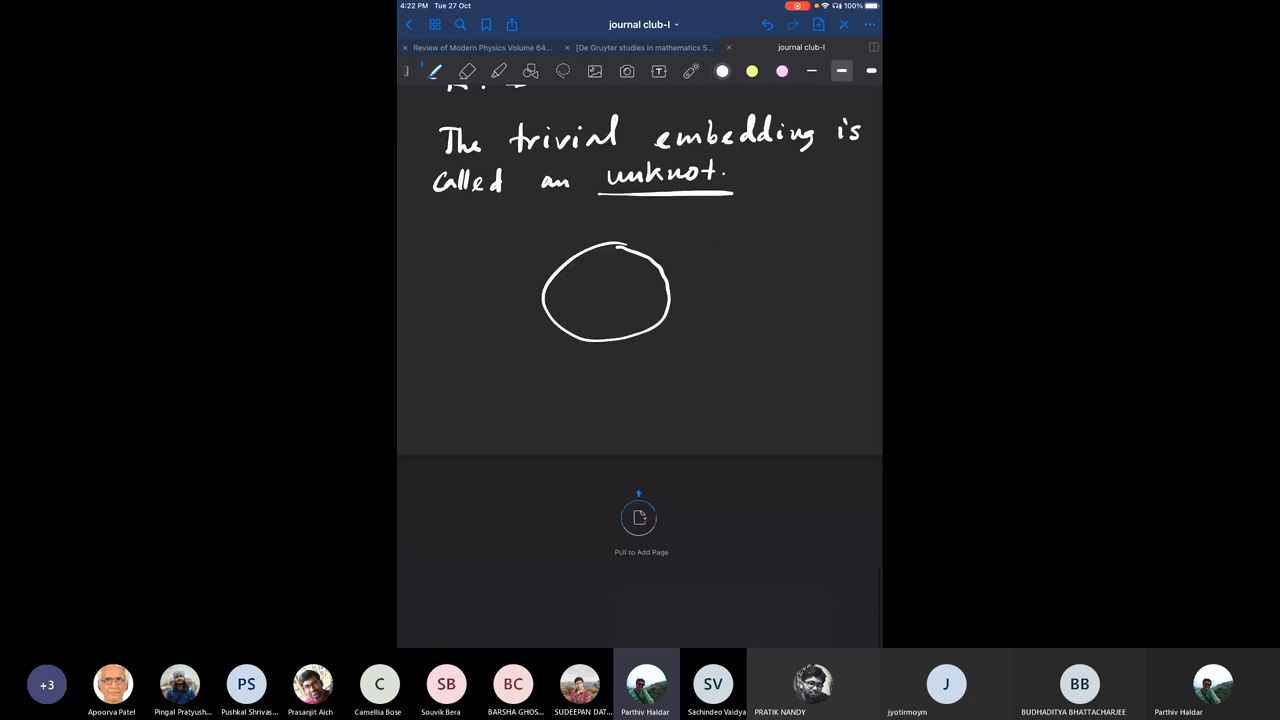 4:22 PM Tue 27 Oct
100%
journal club-I
Review of Modern Physics Volume 64...
[De Gruyter studies in mathematics 5...
journal club-I
The trivial embedding is
called an unknot.
Pull to Add Page
+3
PS
C
SB
BC
SV
J
BB
Apoorva Patel
Pingal Pratyush...
Pushkal Shrivas...
Prasanjit Aich
Camellia Bose
Souvik Bera
BARSHA GHOS...
SUDEEPAN DAT...
Parthiv Haldar
Sachindeo Vaidya
PRATIK NANDY
jyotirmoym
BUDHADITYA BHATTACHARJEE
Parthiv Haldar